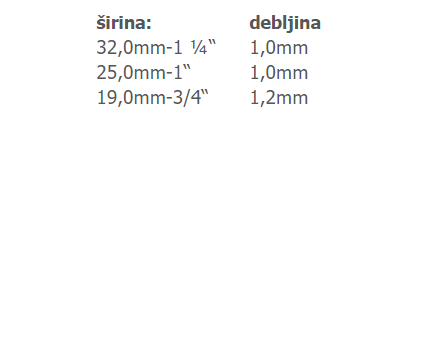 širina: debljina
32,0mm-1 ¼“ 1,0mm
25,0mm-1“ 1,0mm
19,0mm-3/4“ 1,2mm